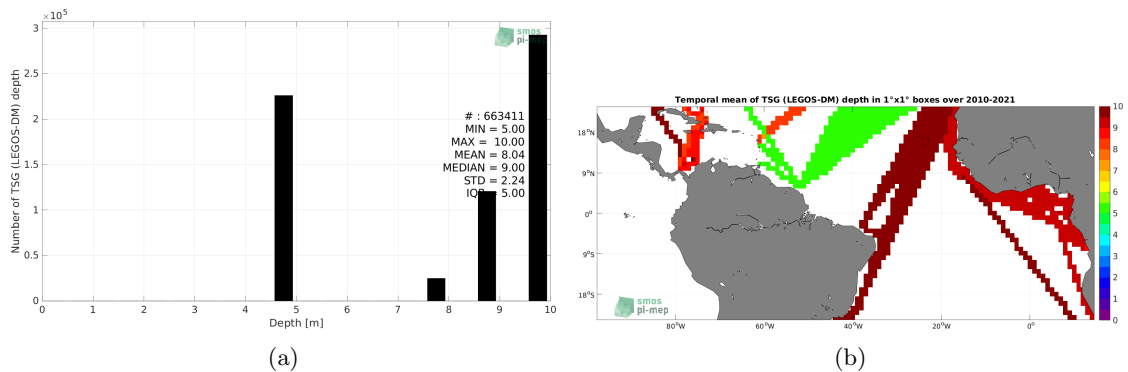 ×10⁵
3
2.5
2
1.5
1
0.5
0
Number of TSG (LEGOS-DM) depth
smos
pi-mep
# : 663411
MIN = 5.00
MAX = 10.00
MEAN = 8.04
MEDIAN = 9.00
STD = 2.24
IQR = 5.00
0 1 2 3 4 5 6 7 8 9 10
Depth [m]
(a)
Temporal mean of TSG (LEGOS-DM) depth in 1°x1° boxes over 2010-2021
18°N
9°N
0°
9°S
18°S
80°W 60°W 40°W 20°W 0°
smos
pi-mep
10
9
8
7
6
5
4
3
2
1
0
(b)